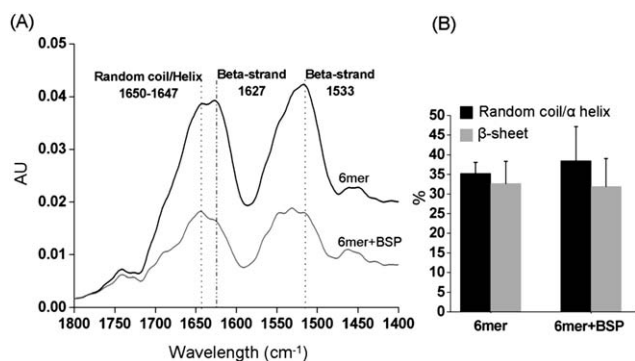 (A)
0.05
0.04
0.03
0.02
0.01
0.00
AU
Random coil/Helix
1650-1647
Beta-strand
1627
Beta-strand
1533
6mer
6mer+BSP
1800 1750 1700 1650 1600 1550 1500 1450 1400
Wavelength (cm⁻¹)
(B)
Random coil/α helix
β-sheet
50
45
40
35
30
25
20
15
10
5
0
%
6mer 6mer+BSP